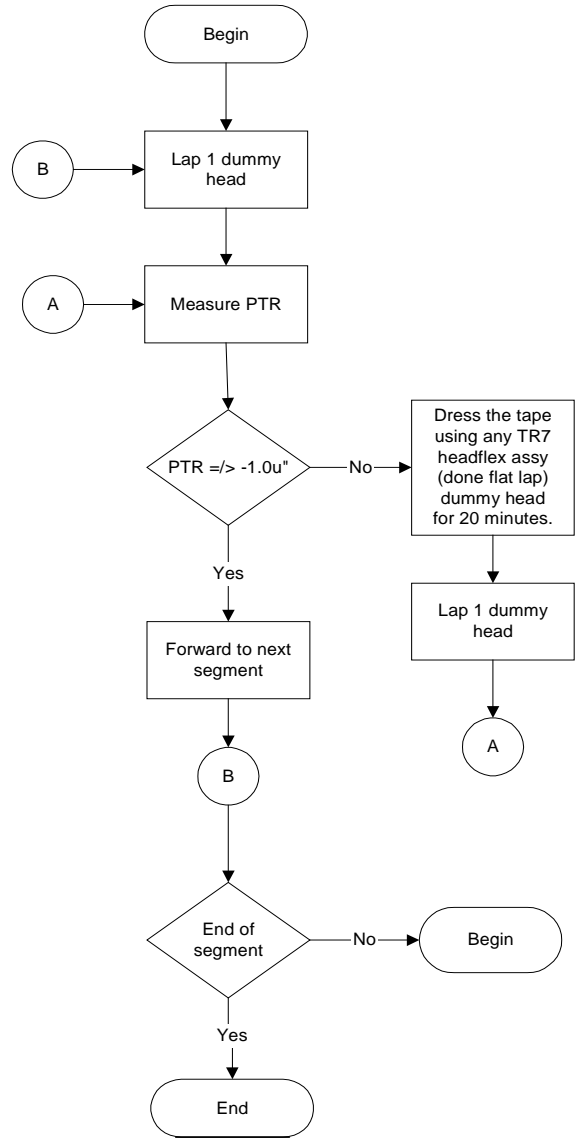 Begin
B
Lap 1 dummy
head
A
Measure PTR
PTR =/> -1.0u"
No
Dress the tape
using any TR7
headflex assy
(done flat lap)
dummy head
for 20 minutes.
Yes
Lap 1 dummy
head
Forward to next
segment
A
B
End of
segment
No
Begin
Yes
End